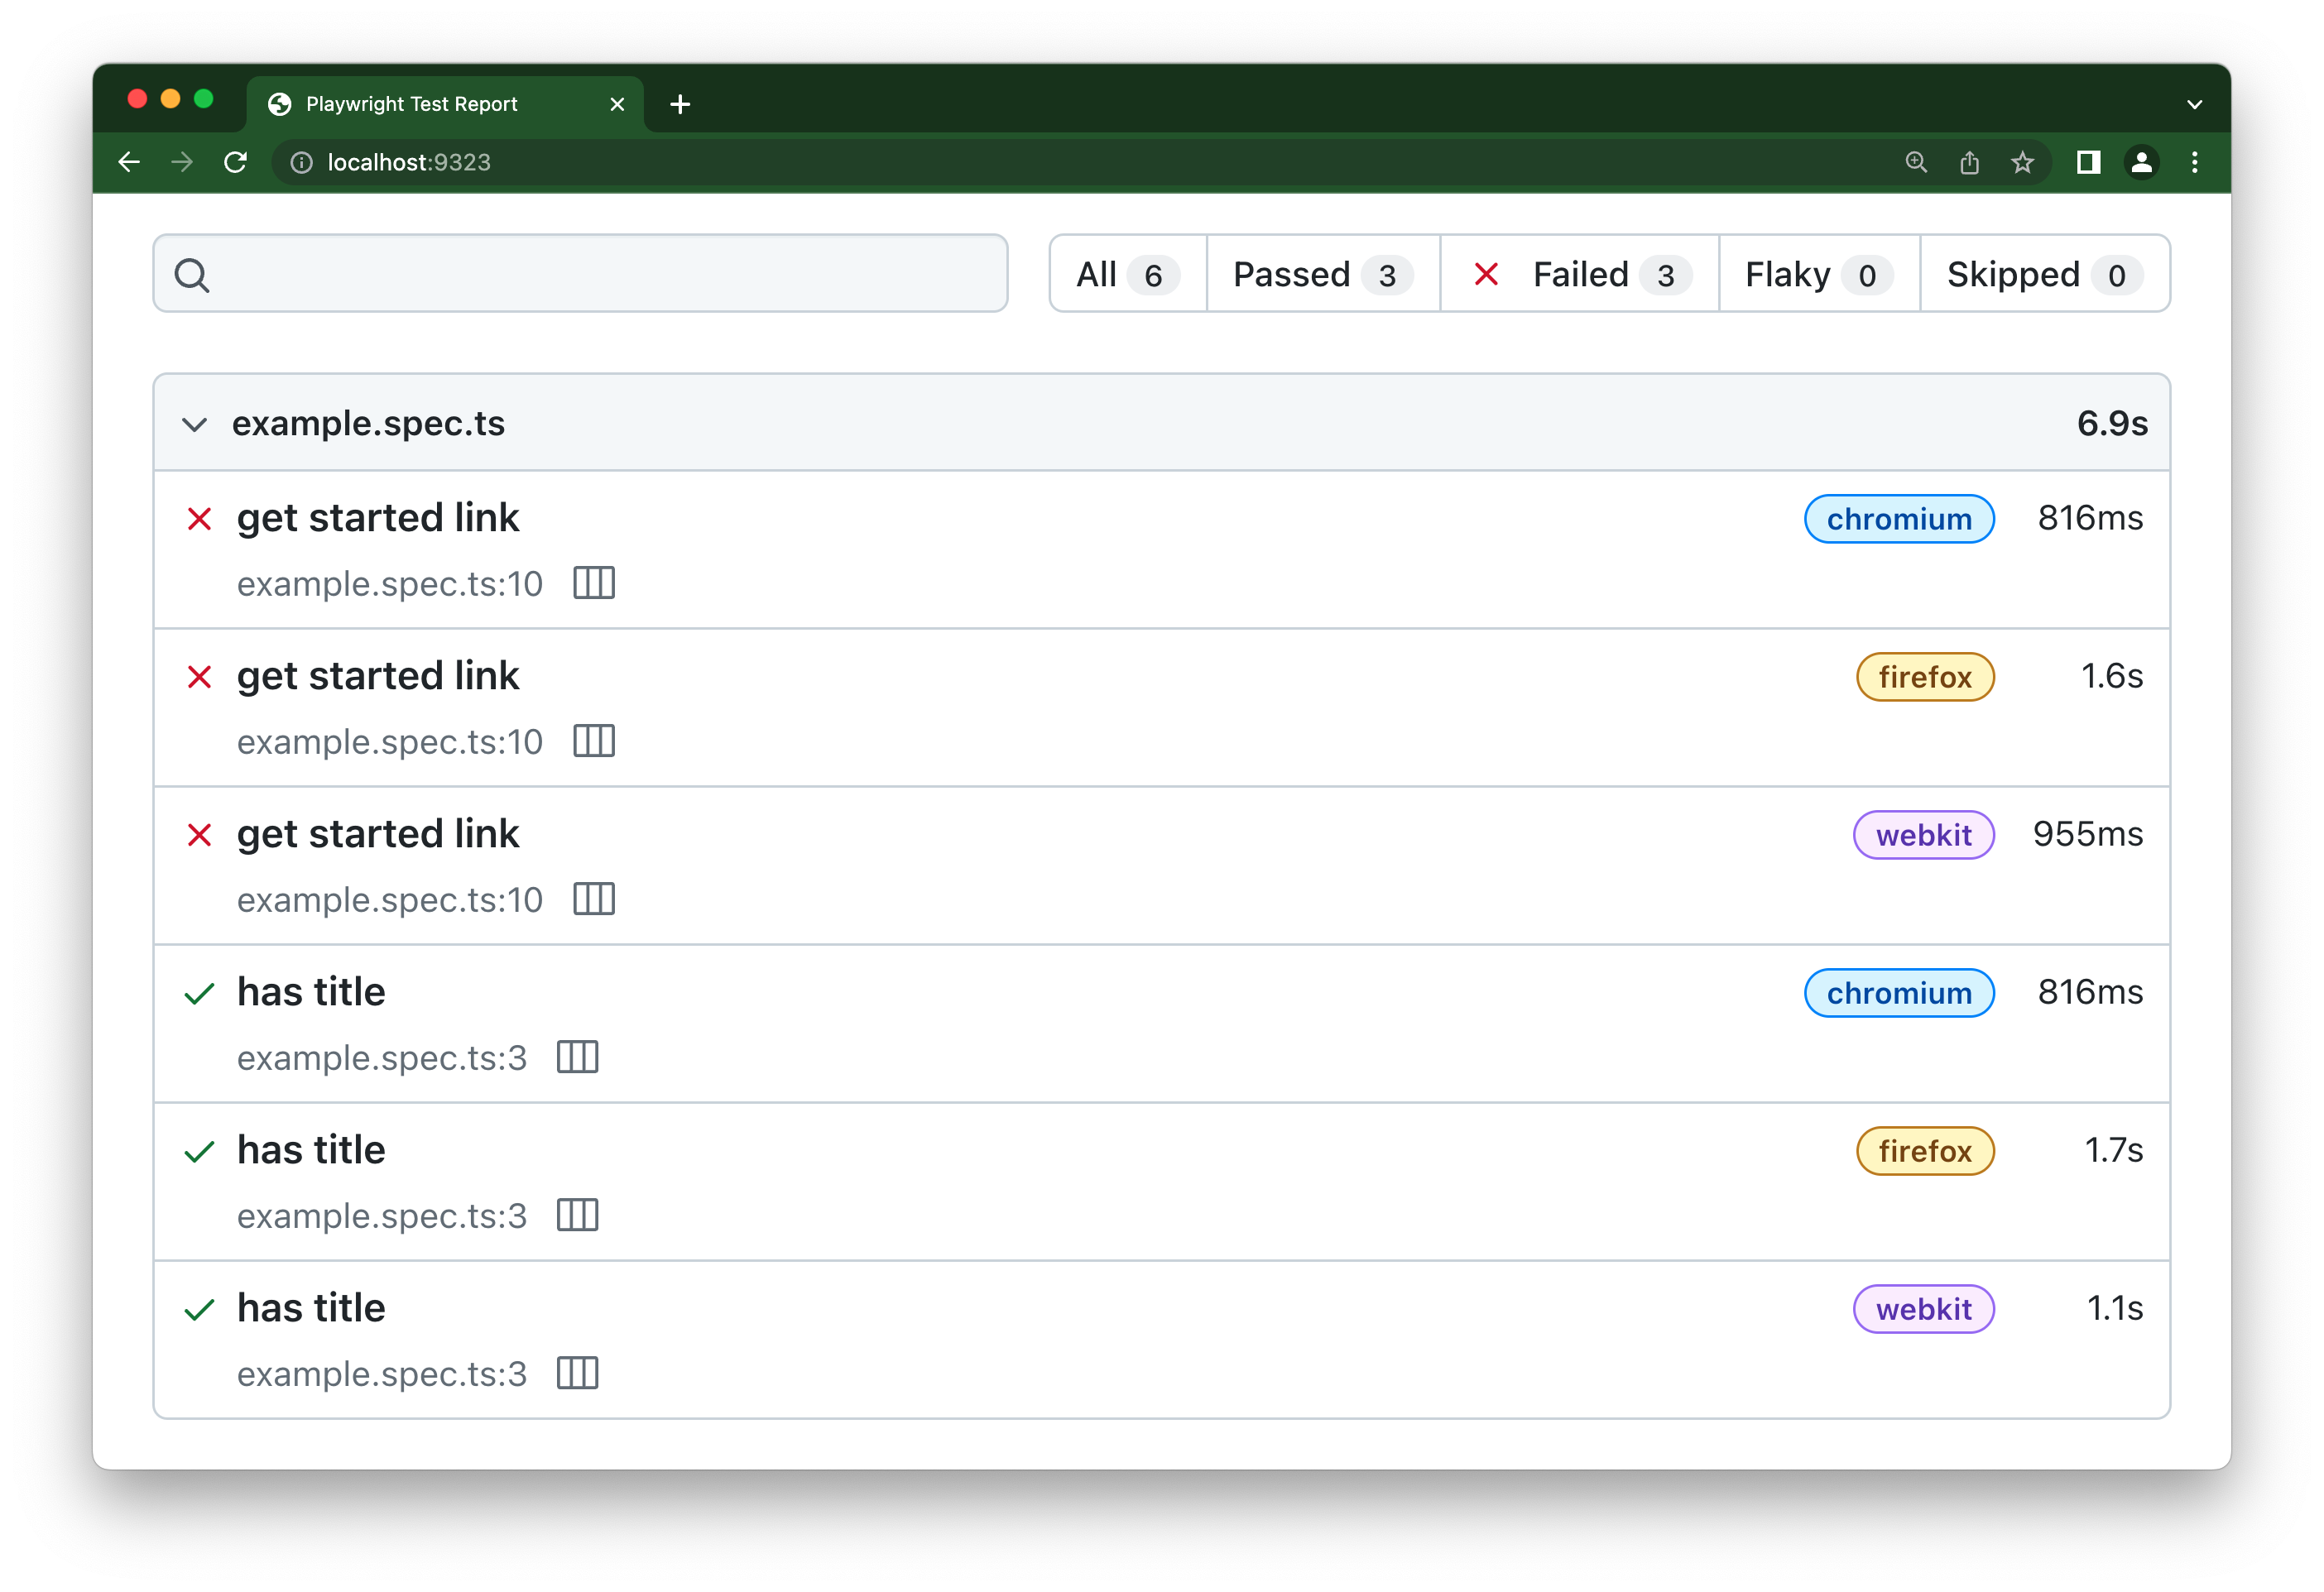 Playwright Test Report
localhost:9323
All 6 Passed 3 Failed 3 Flaky 0 Skipped 0
example.spec.ts 6.9s
get started link chromium 816ms
example.spec.ts:10
get started link firefox 1.6s
example.spec.ts:10
get started link webkit 955ms
example.spec.ts:10
has title chromium 816ms
example.spec.ts:3
has title firefox 1.7s
example.spec.ts:3
has title webkit 1.1s
example.spec.ts:3